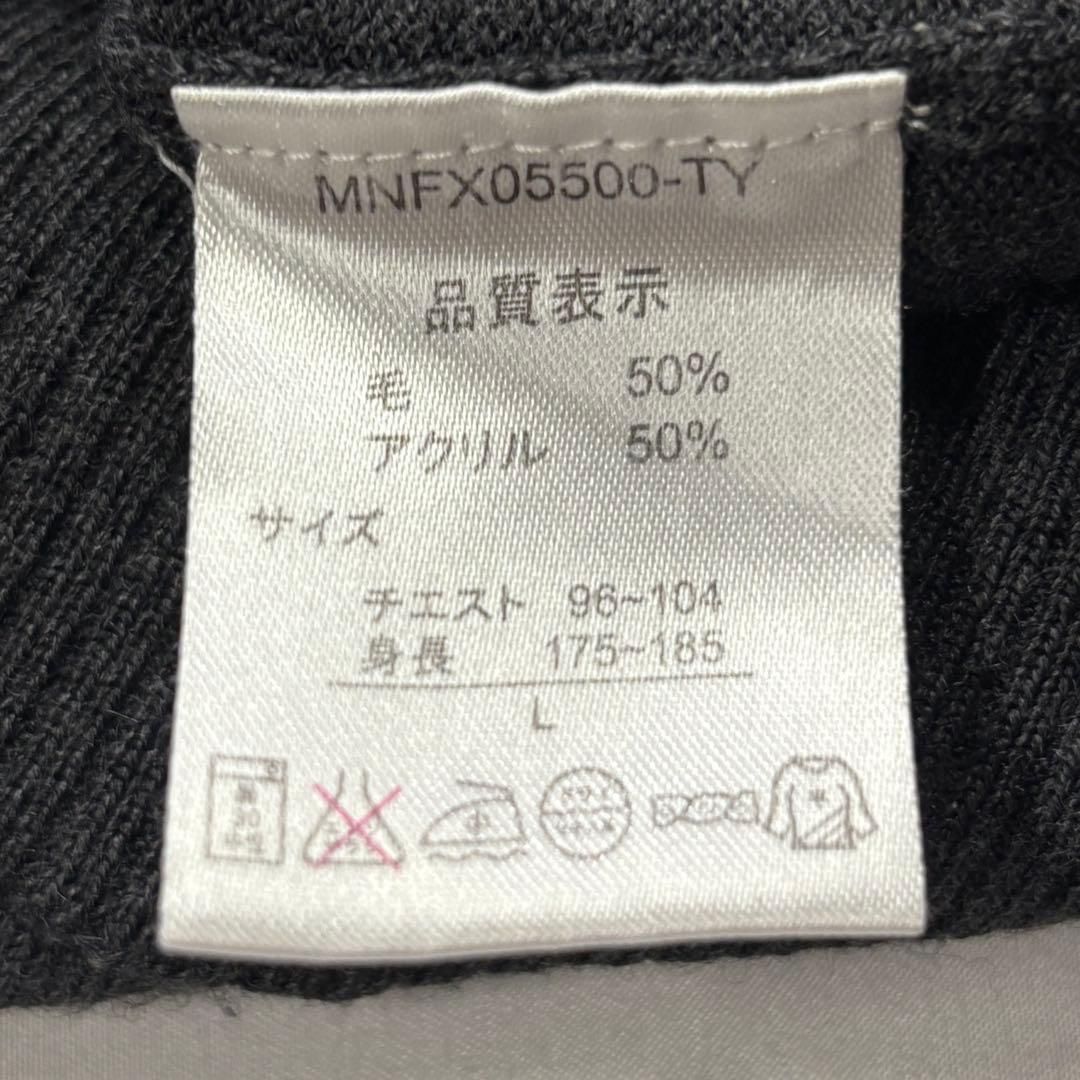 MNFX05500-TY
品質表示
毛 50%
アクリル 50%
サイズ
チエスト 96~104
身長 175~185
L